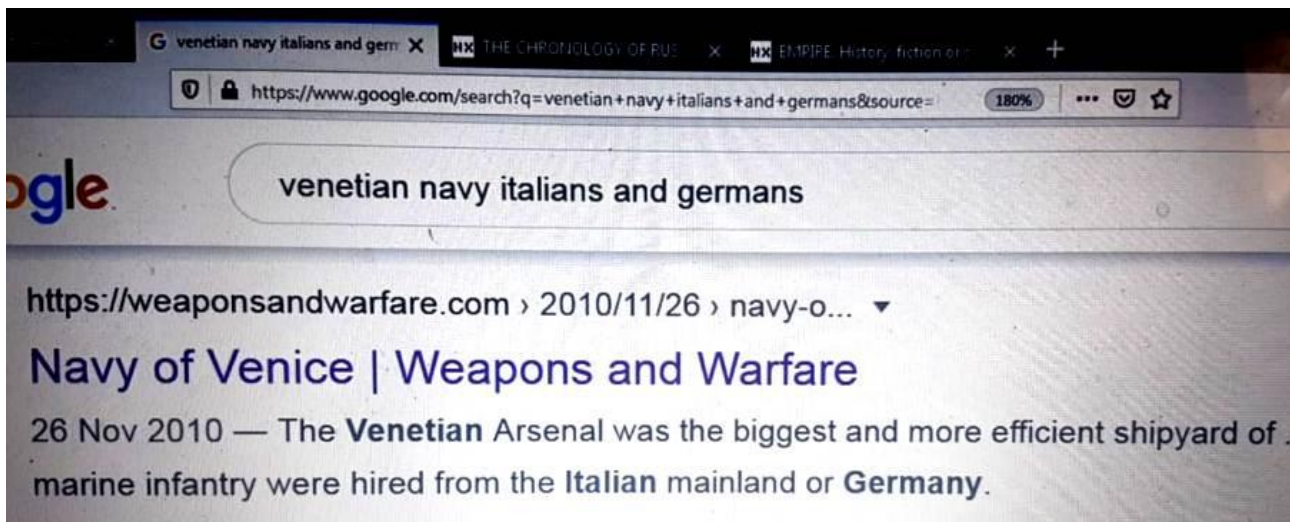 G venetian navy italians and germ
HX THE CHRONOLOGY OF RUS
HX EMPIRE. History, fiction or
https://www.google.com/search?q=venetian+navy+italians+and+germans&source=
180%
ogle
venetian navy italians and germans
https://weaponsandwarfare.com › 2010/11/26 › navy-o...
Navy of Venice | Weapons and Warfare
26 Nov 2010 — The Venetian Arsenal was the biggest and more efficient shipyard of .
marine infantry were hired from the Italian mainland or Germany.